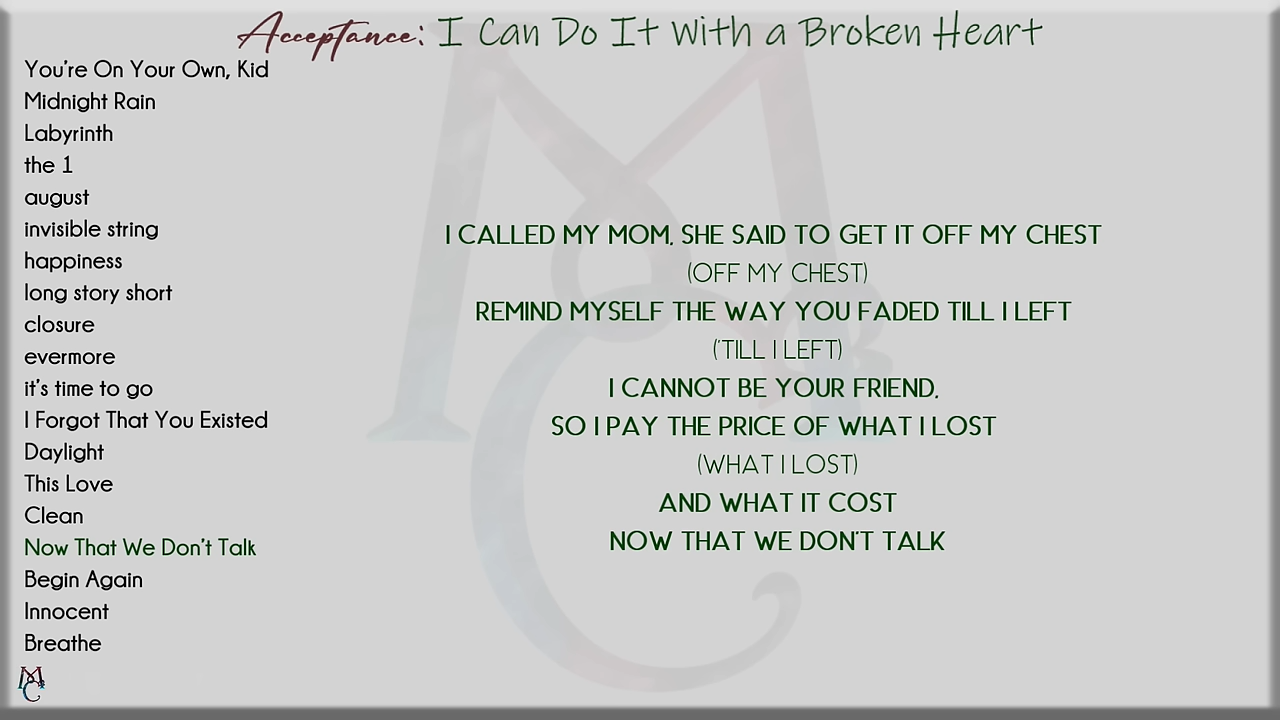 Acceptance: I Can Do It With a Broken Heart
You're On Your Own, Kid
Midnight Rain
Labyrinth
the 1
august
invisible string
happiness
long story short
closure
evermore
it's time to go
I Forgot That You Existed
Daylight
This Love
Clean
Now That We Don't Talk
Begin Again
Innocent
Breathe
I CALLED MY MOM, SHE SAID TO GET IT OFF MY CHEST
(OFF MY CHEST)
REMIND MYSELF THE WAY YOU FADED TILL I LEFT
('TILL I LEFT)
I CANNOT BE YOUR FRIEND,
SO I PAY THE PRICE OF WHAT I LOST
(WHAT I LOST)
AND WHAT IT COST
NOW THAT WE DON'T TALK
MC